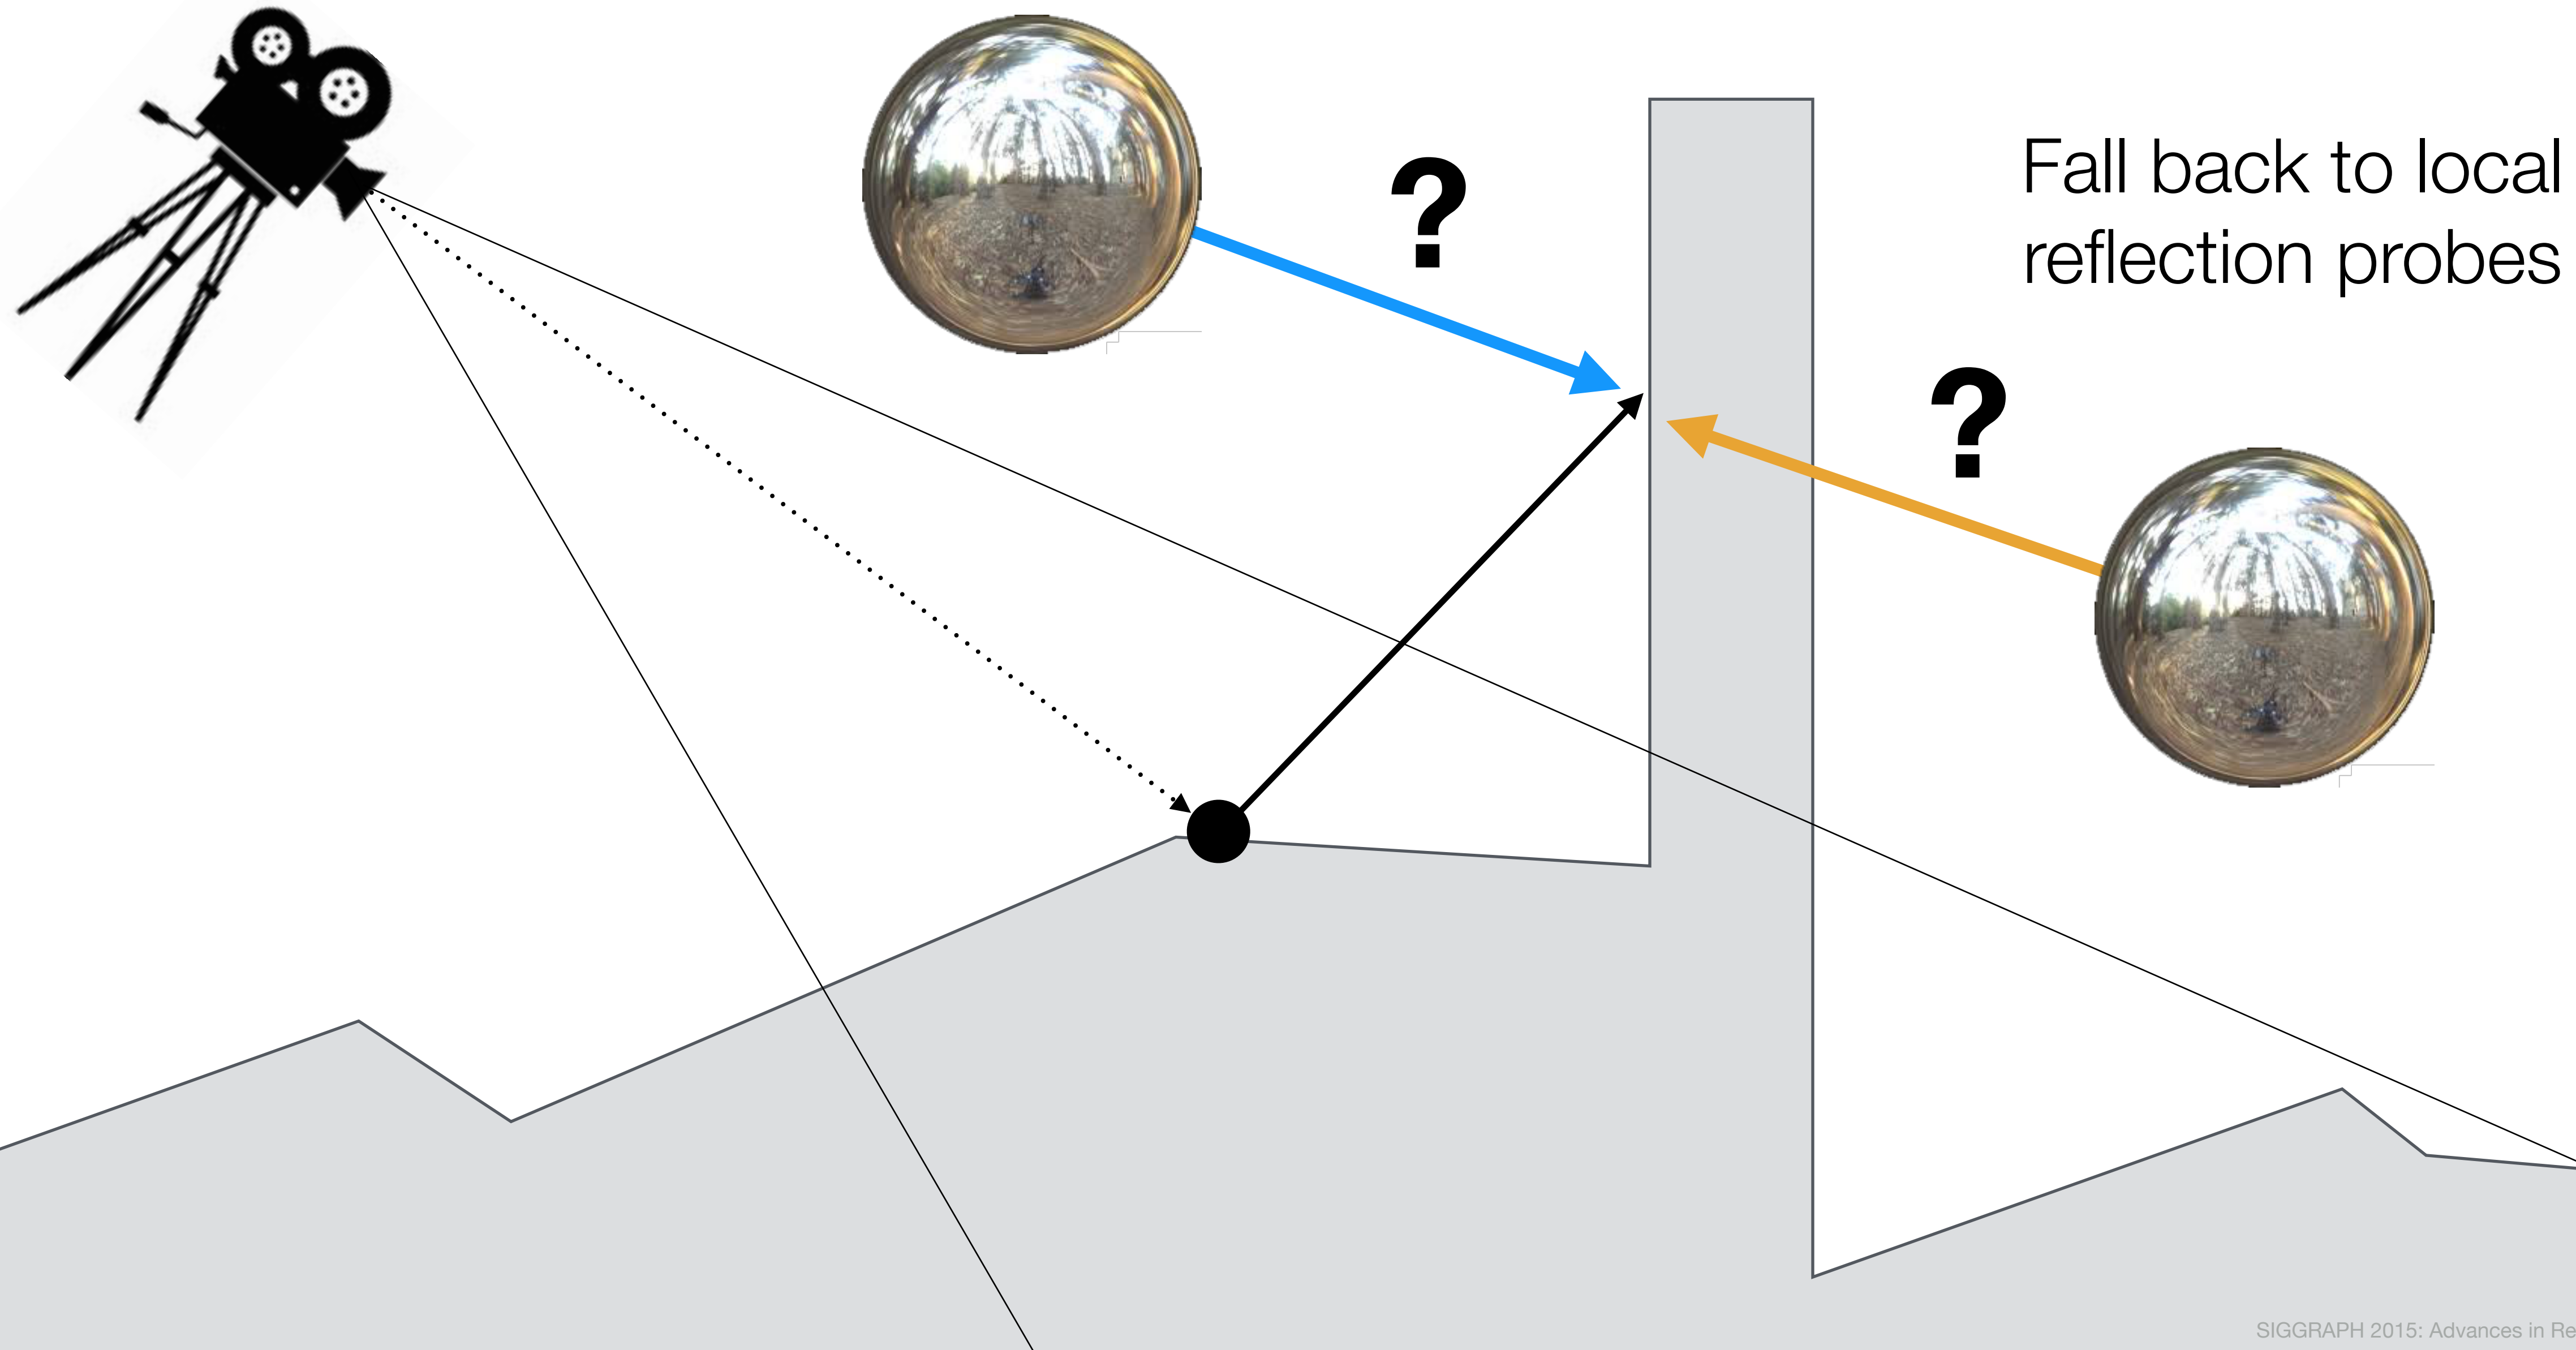 ?
Fall back to local
reflection probes
?
SIGGRAPH 2015: Advances in Re